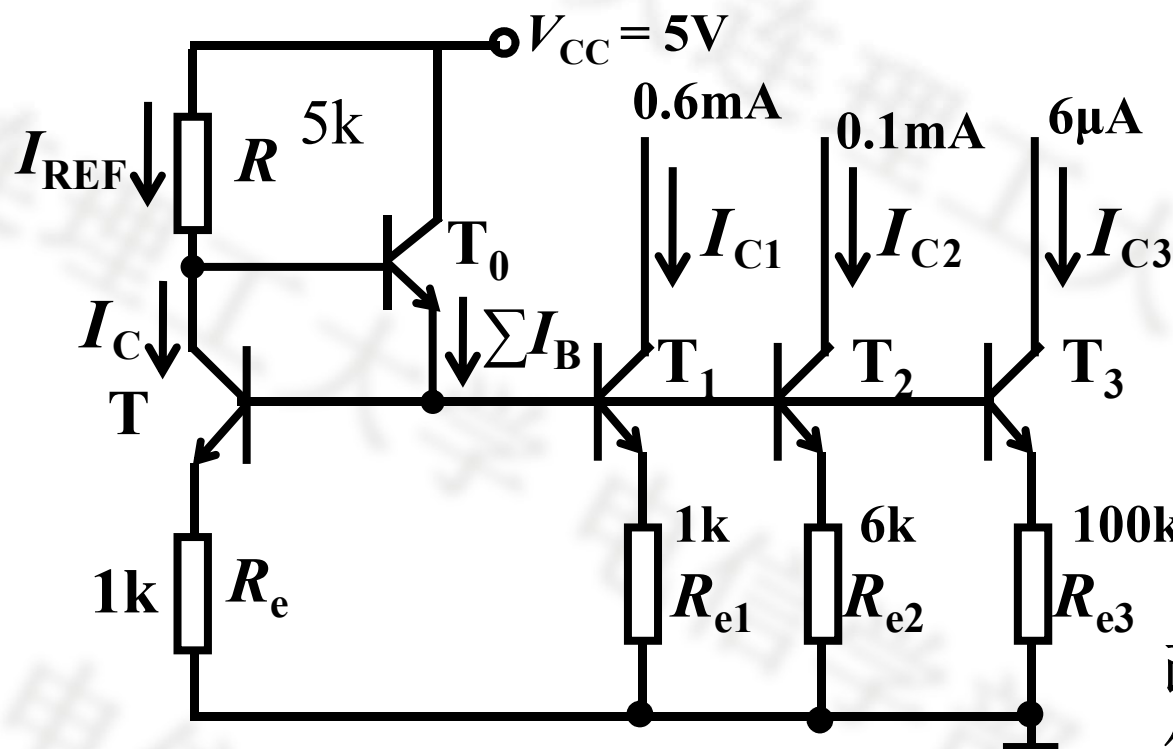 V_CC = 5V
0.6mA
0.1mA
6μA
5k
I_REF
R
T_0
I_C1
I_C2
I_C3
I_C
∑I_B
T
T_1
T_2
T_3
1k
R_e
1k
R_e1
6k
R_e2
100k
R_e3